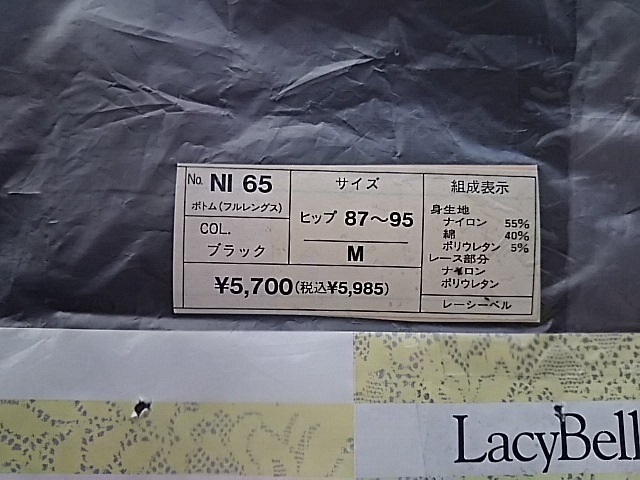 No. NI 65
ボトム(フルレングス)
COL.
ブラック
サイズ
ヒップ 87〜95
M
¥5,700(税込¥5,985)
組成表示
身生地
ナイロン 55%
綿 40%
ポリウレタン 5%
レース部分
ナイロン
ポリウレタン
レーシーベル
LacyBell